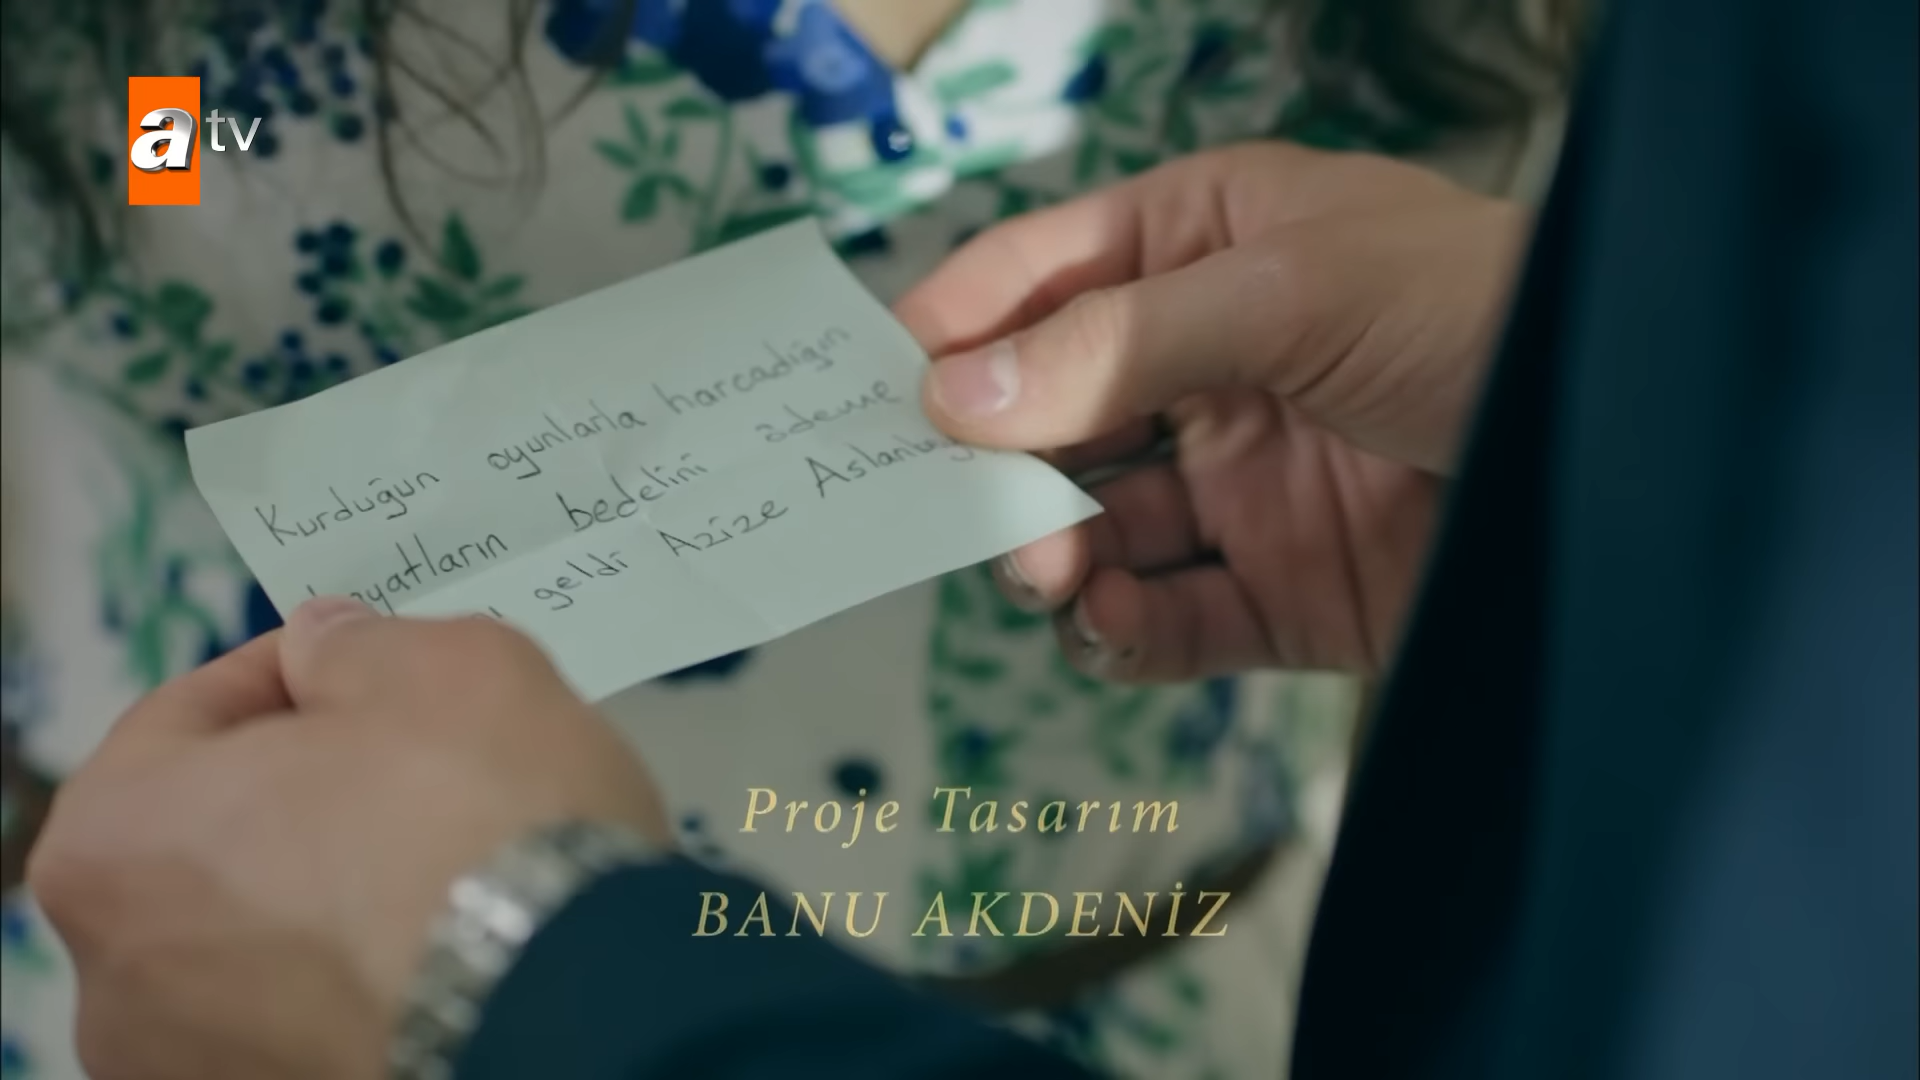 atv
Kurduğun oyunlarla harcadığın
hayatların bedelini ödeme
geldi Azize
Proje Tasarım
BANU AKDENİZ